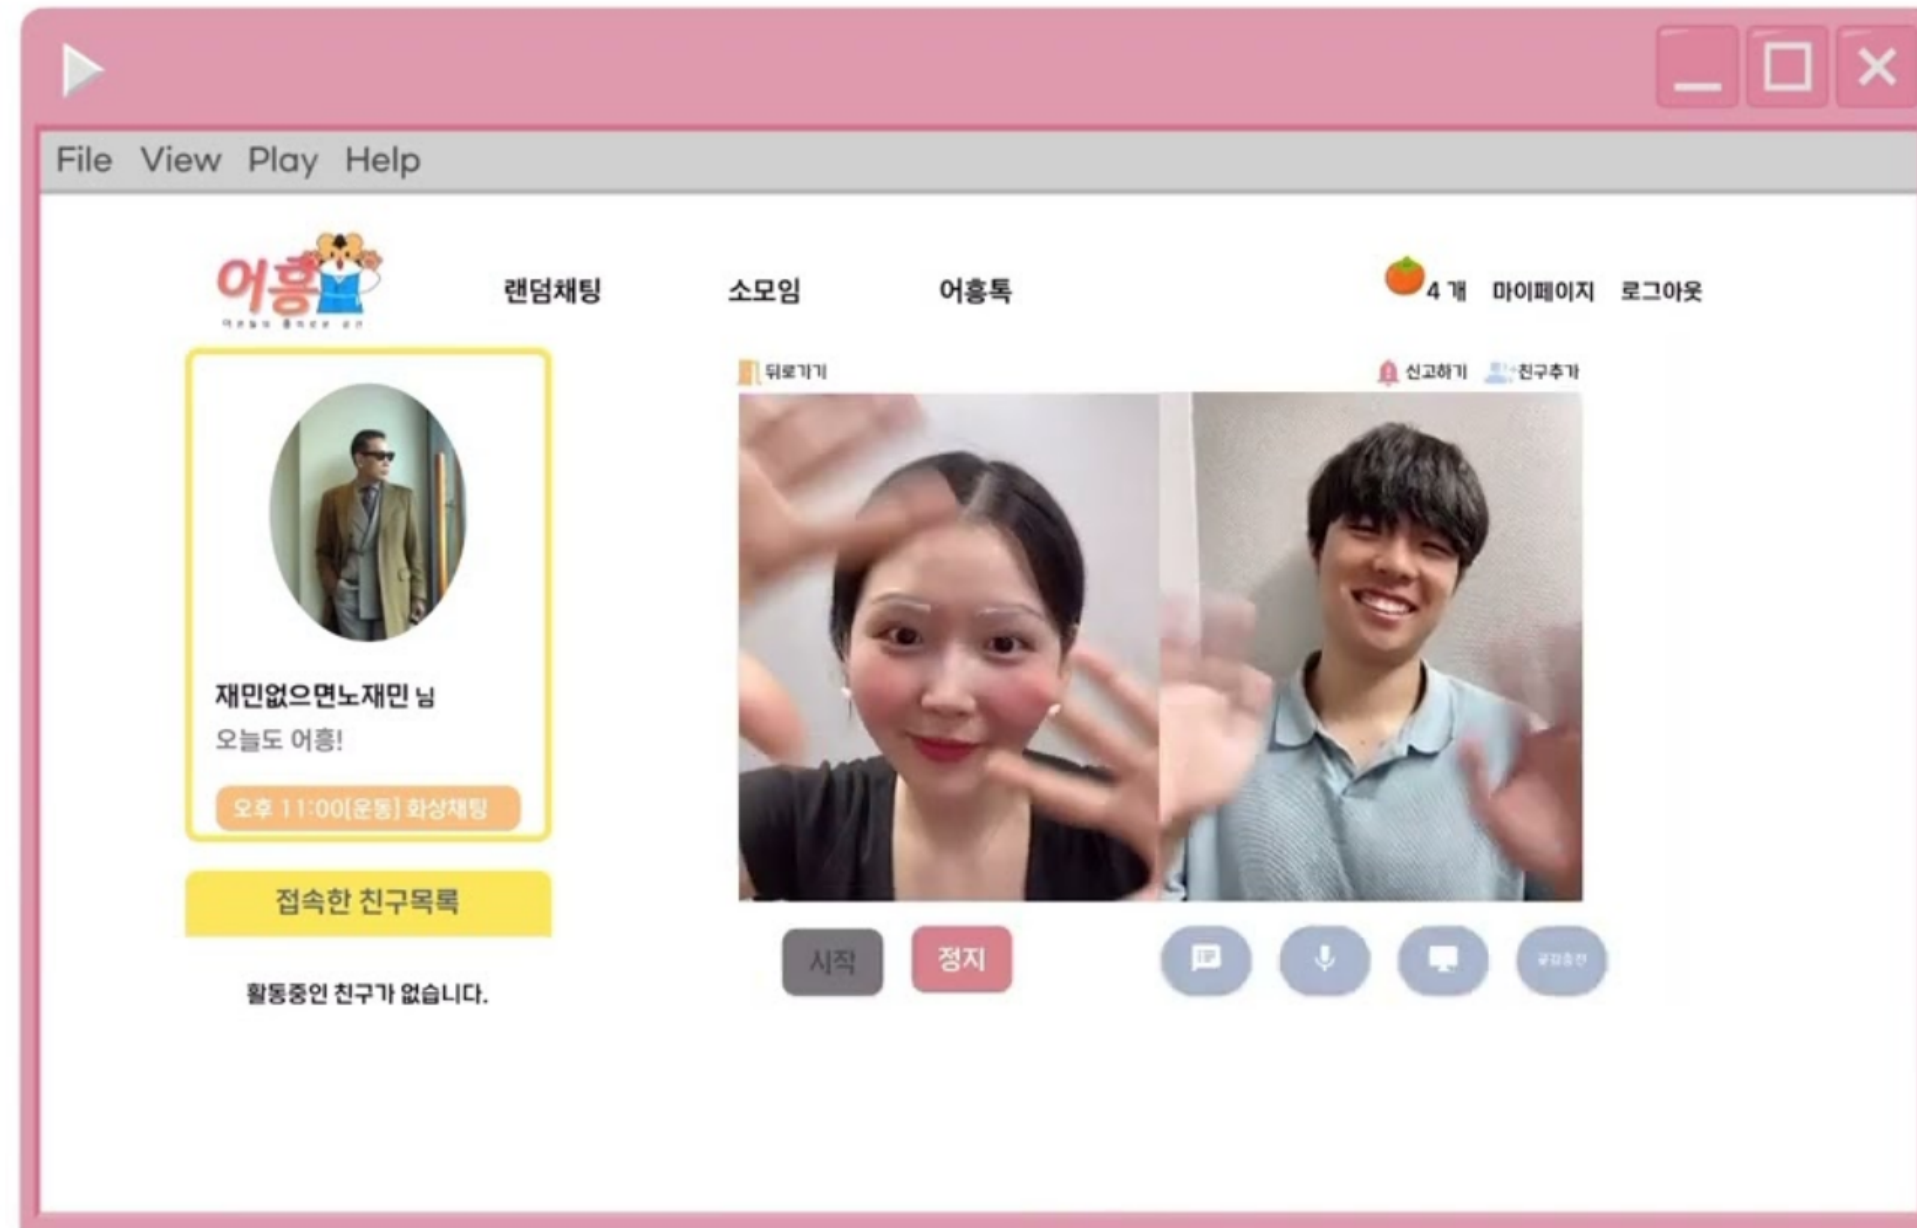 File View Play Help
어흥
랜덤채팅 소모임 어흥톡 4 개 마이페이지 로그아웃
뒤로가기 신고하기 친구추가
재민없으면노재민 님
오늘도 어흥!
오후 11:00[운동] 화상채팅
접속한 친구목록
활동중인 친구가 없습니다.
시작 정지